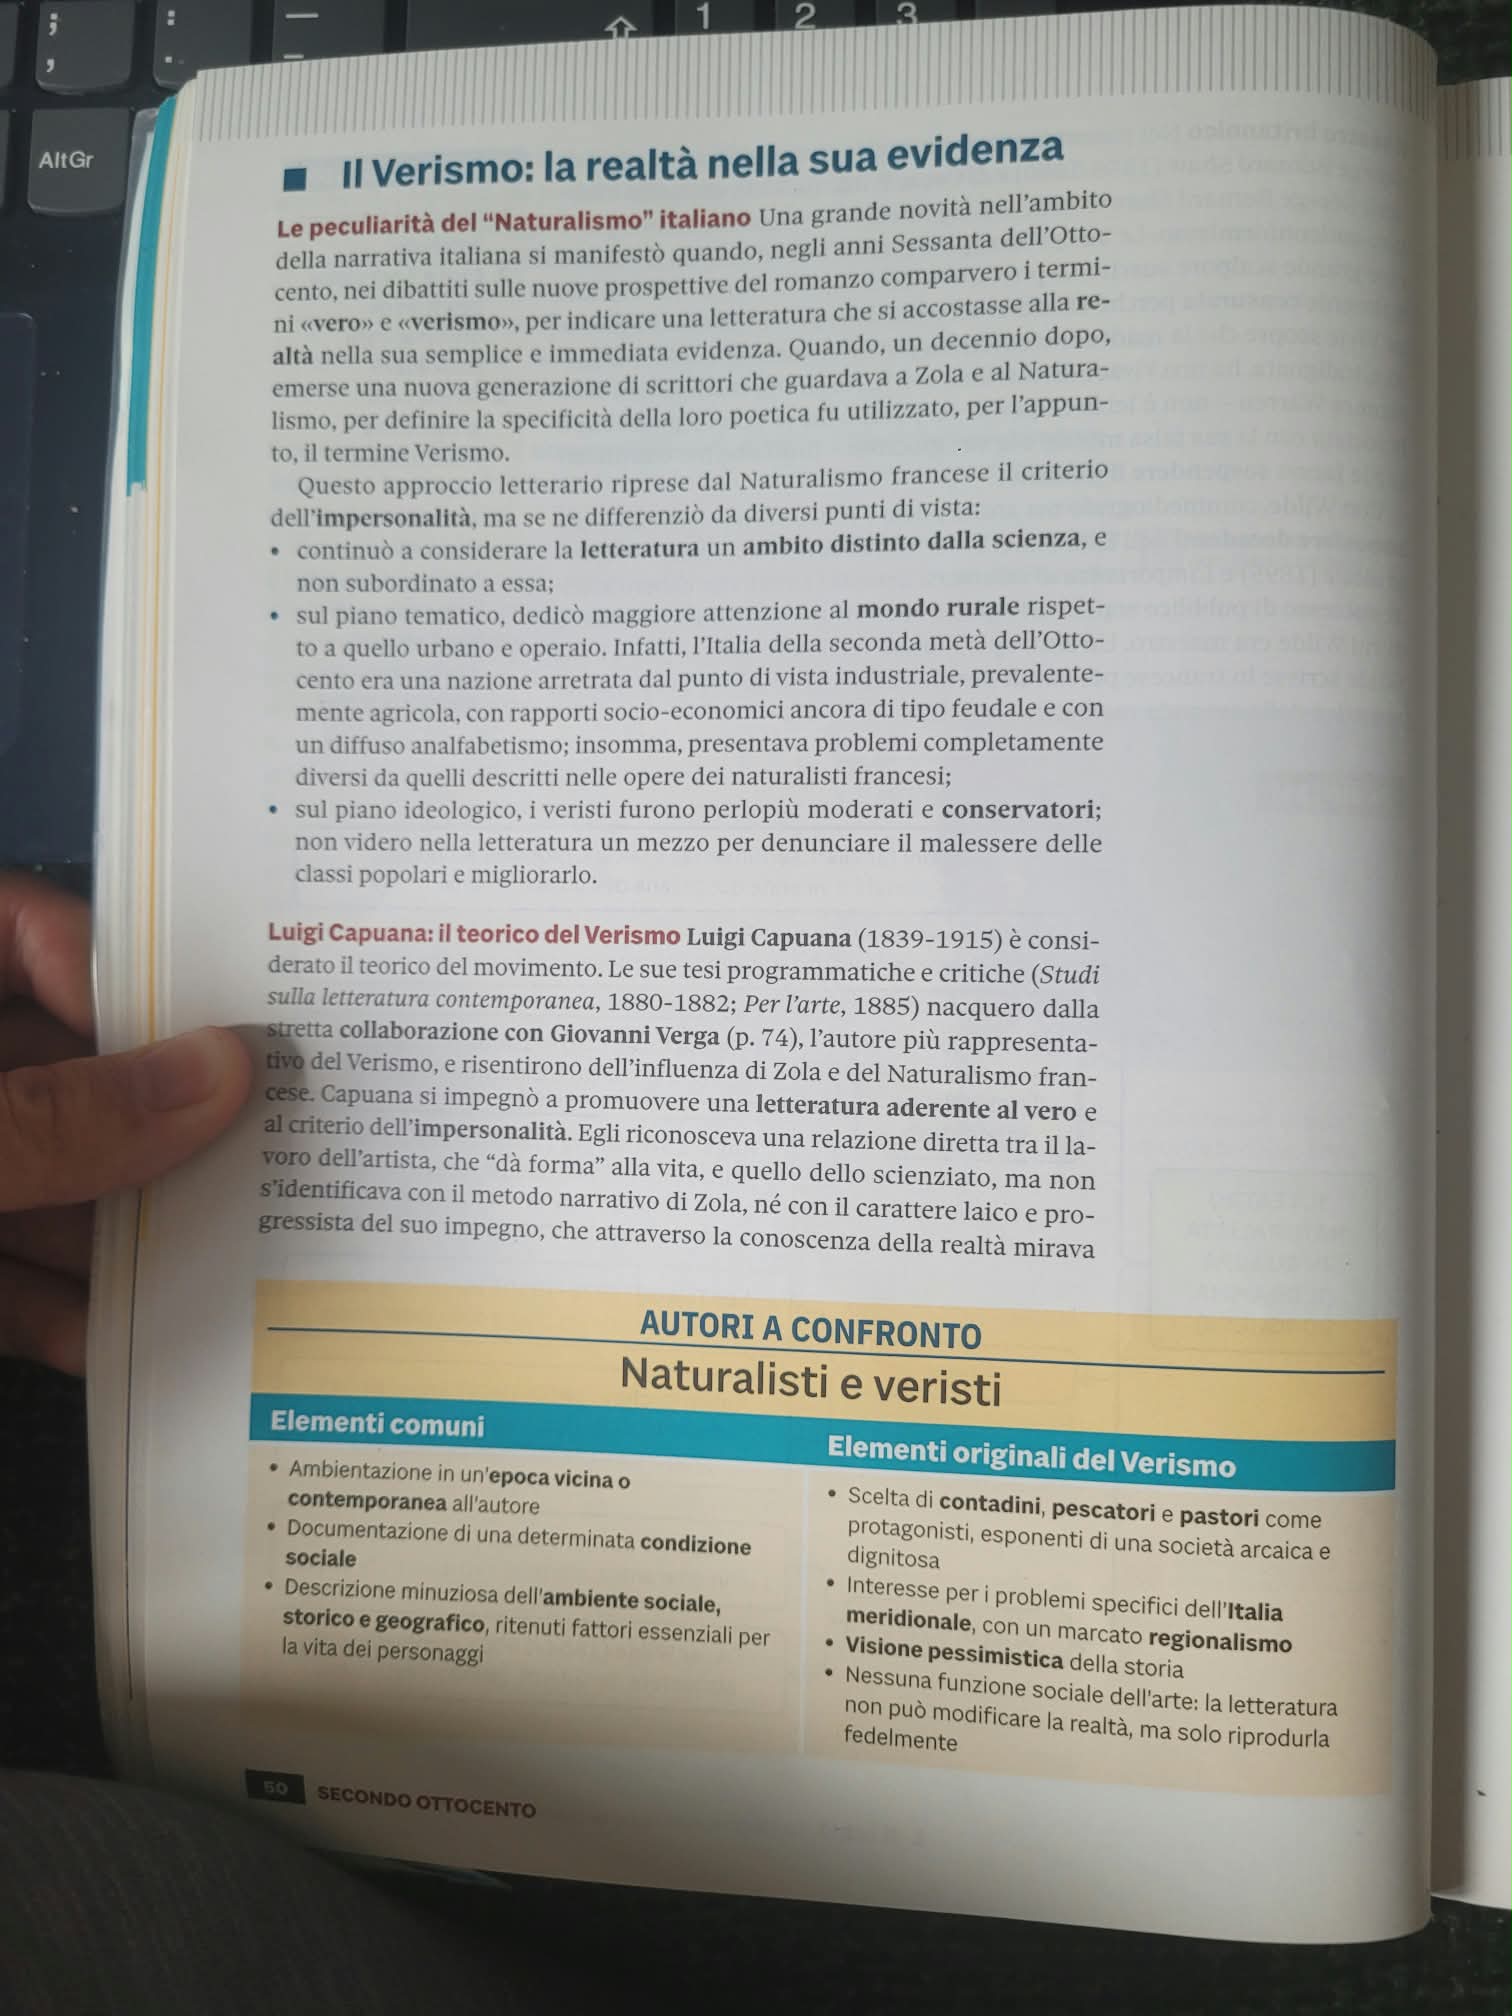 ;
,
:
.
—
–
⇧
1
2
3
AltGr
Il Verismo: la realtà nella sua evidenza
Le peculiarità del “Naturalismo” italiano Una grande novità nell’ambito
della narrativa italiana si manifestò quando, negli anni Sessanta dell’Otto-
cento, nei dibattiti sulle nuove prospettive del romanzo comparvero i termi-
ni «vero» e «verismo», per indicare una letteratura che si accostasse alla re-
altà nella sua semplice e immediata evidenza. Quando, un decennio dopo,
emerse una nuova generazione di scrittori che guardava a Zola e al Natura-
lismo, per definire la specificità della loro poetica fu utilizzato, per l’appun-
to, il termine Verismo.
Questo approccio letterario riprese dal Naturalismo francese il criterio
dell’impersonalità, ma se ne differenziò da diversi punti di vista:
• continuò a considerare la letteratura un ambito distinto dalla scienza, e
non subordinato a essa;
• sul piano tematico, dedicò maggiore attenzione al mondo rurale rispet-
to a quello urbano e operaio. Infatti, l’Italia della seconda metà dell’Otto-
cento era una nazione arretrata dal punto di vista industriale, prevalente-
mente agricola, con rapporti socio-economici ancora di tipo feudale e con
un diffuso analfabetismo; insomma, presentava problemi completamente
diversi da quelli descritti nelle opere dei naturalisti francesi;
• sul piano ideologico, i veristi furono perlopiù moderati e conservatori;
non videro nella letteratura un mezzo per denunciare il malessere delle
classi popolari e migliorarlo.
Luigi Capuana: il teorico del Verismo Luigi Capuana (1839-1915) è consi-
derato il teorico del movimento. Le sue tesi programmatiche e critiche (Studi
sulla letteratura contemporanea, 1880-1882; Per l’arte, 1885) nacquero dalla
stretta collaborazione con Giovanni Verga (p. 74), l’autore più rappresenta-
tivo del Verismo, e risentirono dell’influenza di Zola e del Naturalismo fran-
cese. Capuana si impegnò a promuovere una letteratura aderente al vero e
al criterio dell’impersonalità. Egli riconosceva una relazione diretta tra il la-
voro dell’artista, che “dà forma” alla vita, e quello dello scienziato, ma non
s’identificava con il metodo narrativo di Zola, né con il carattere laico e pro-
gressista del suo impegno, che attraverso la conoscenza della realtà mirava
AUTORI A CONFRONTO
Naturalisti e veristi
Elementi comuni
• Ambientazione in un’epoca vicina o
contemporanea all’autore
• Documentazione di una determinata condizione
sociale
• Descrizione minuziosa dell’ambiente sociale,
storico e geografico, ritenuti fattori essenziali per
la vita dei personaggi
Elementi originali del Verismo
• Scelta di contadini, pescatori e pastori come
protagonisti, esponenti di una società arcaica e
dignitosa
• Interesse per i problemi specifici dell’Italia
meridionale, con un marcato regionalismo
• Visione pessimistica della storia
• Nessuna funzione sociale dell’arte: la letteratura
non può modificare la realtà, ma solo riprodurla
fedelmente
50 SECONDO OTTOCENTO